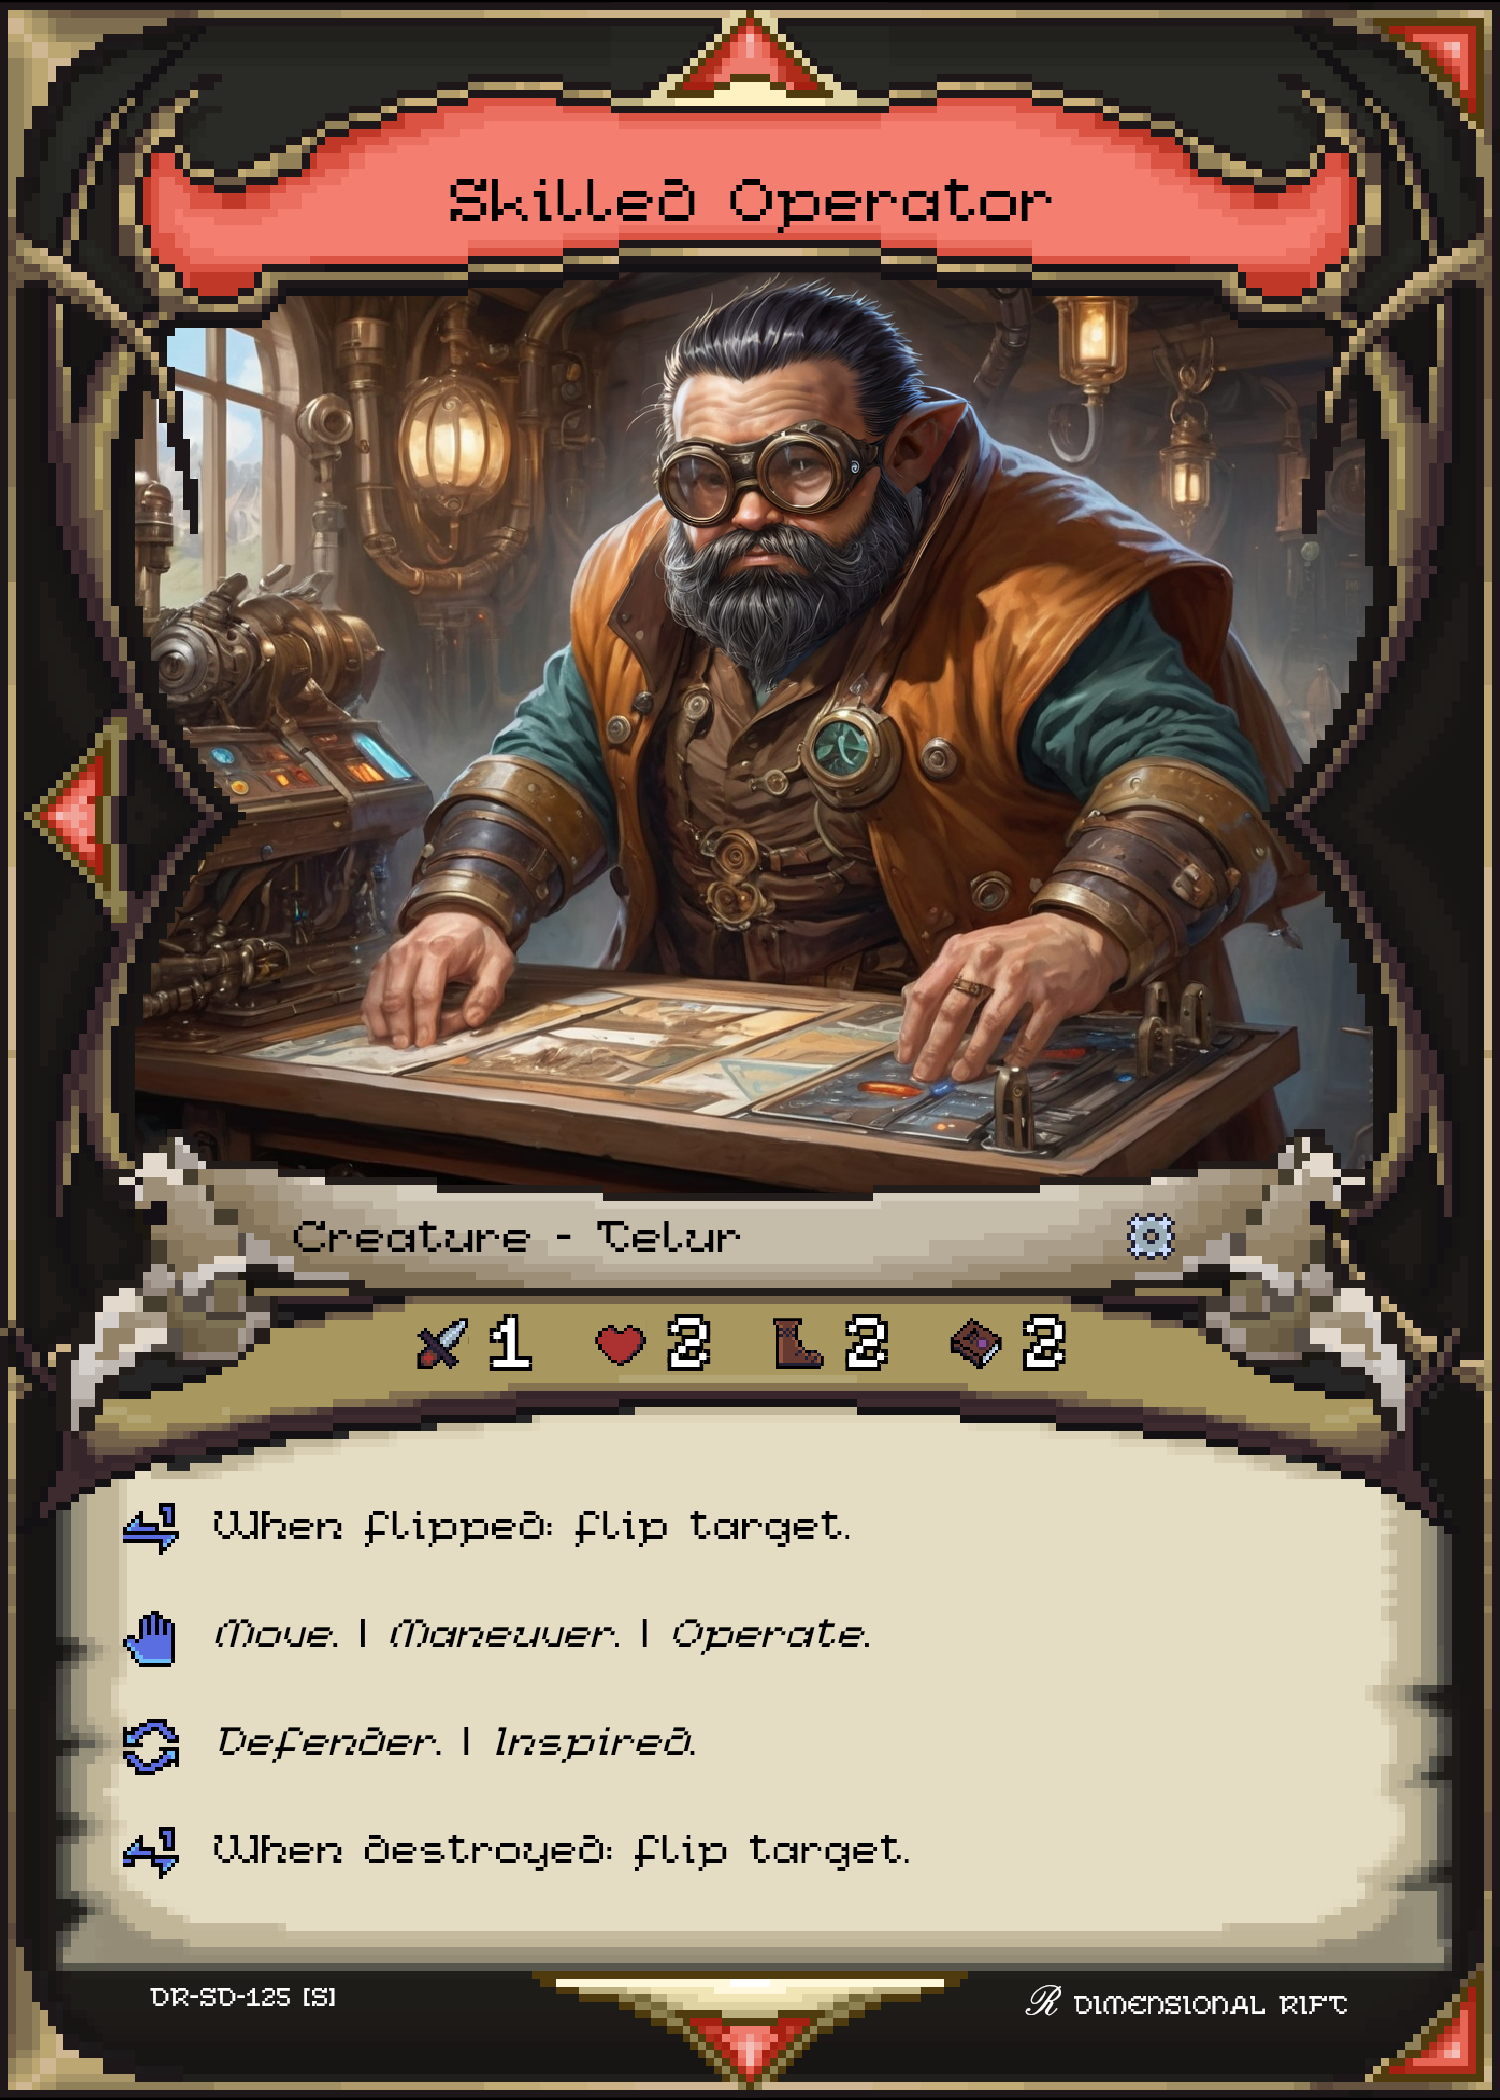 Skilled Operator
Creature - Telur
1 2 2 2
When flipped: flip target.
Move. | Maneuver. | Operate.
Defender. | Inspired.
When destroyed: flip target.
DR-SD-125 [S]
R DIMENSIONAL RIFT